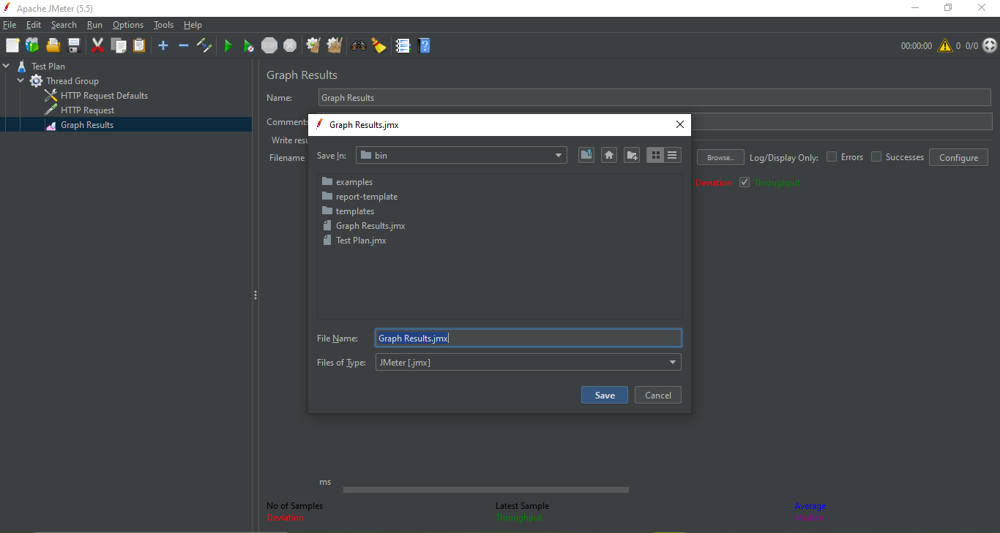 Apache JMeter (5.5)
File Edit Search Run Options Tools Help
STOP
00:00:00 0 0/0
Test Plan
Thread Group
HTTP Request Defaults
HTTP Request
Graph Results
Graph Results
Name: Graph Results
Comments
Write resu
Filename Browse... Log/Display Only: Errors Successes Configure
Deviation Throughput
Graph Results.jmx
Save In: bin
examples
report-template
templates
Graph Results.jmx
Test Plan.jmx
File Name: Graph Results.jmx
Files of Type: JMeter [.jmx]
Save Cancel
ms
No of Samples Latest Sample Average
Deviation Throughput Median